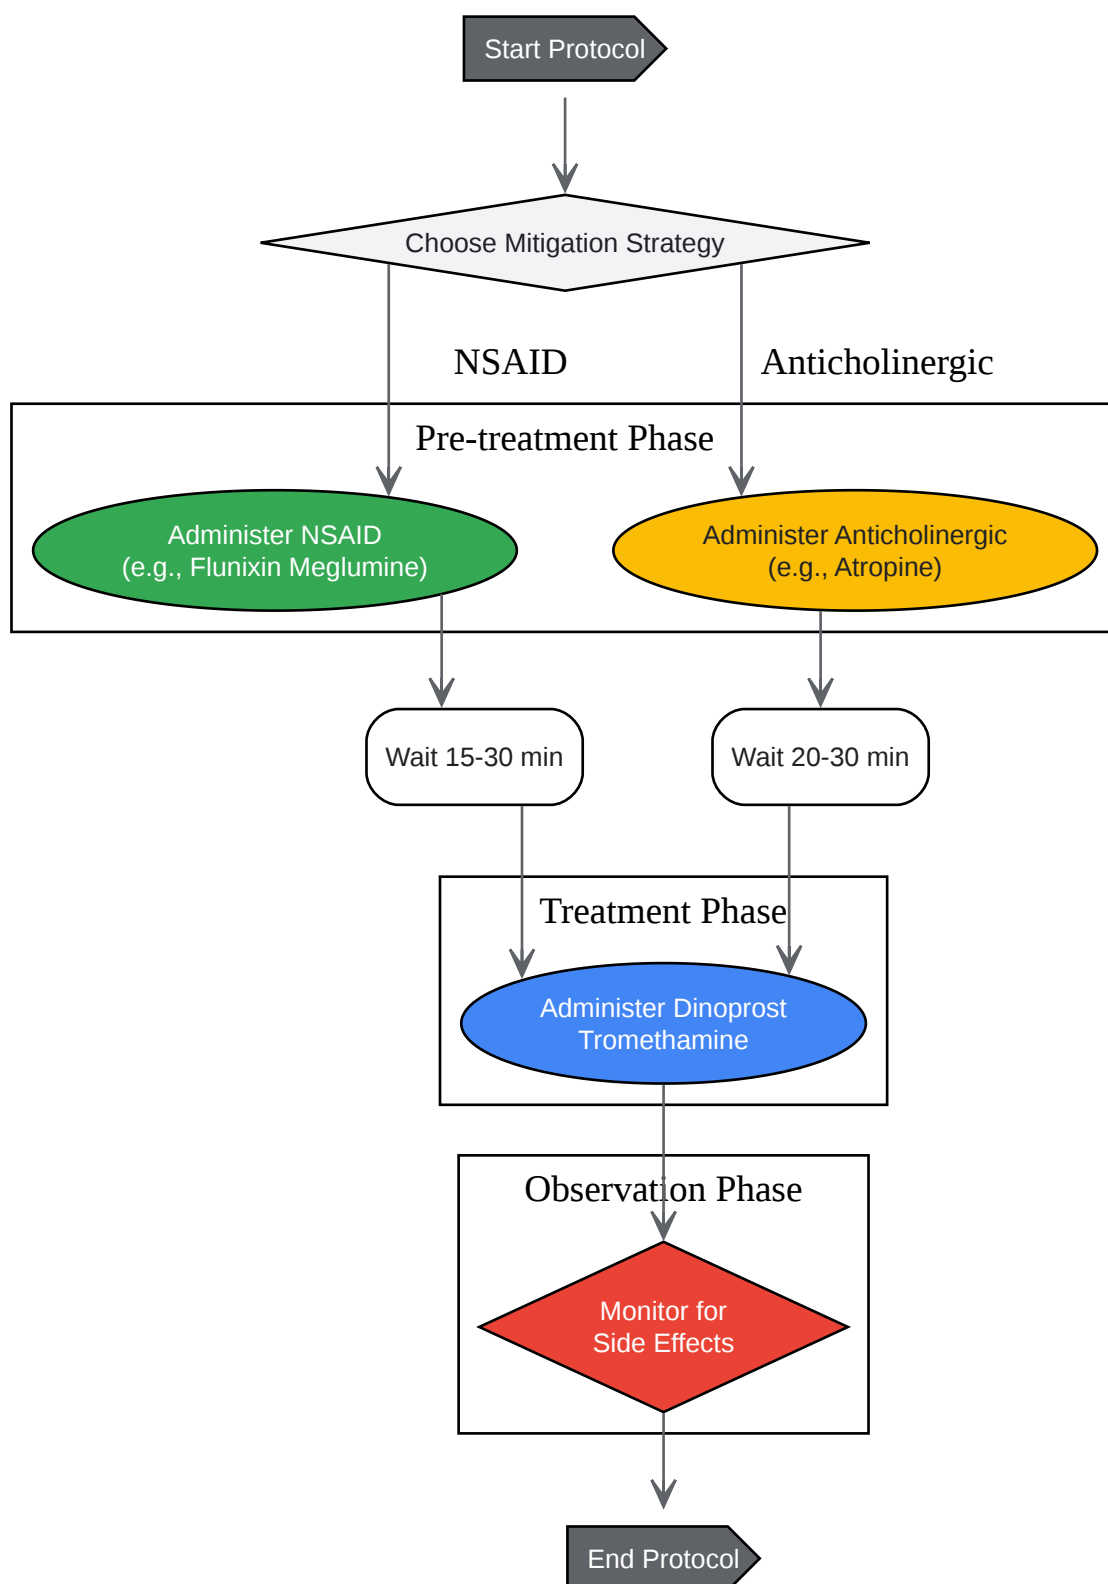 Start Protocol
Choose Mitigation Strategy
NSAID
Anticholinergic
Pre-treatment Phase
Administer NSAID
(e.g., Flunixin Meglumine)
Administer Anticholinergic
(e.g., Atropine)
Wait 15-30 min
Wait 20-30 min
Treatment Phase
Administer Dinoprost
Tromethamine
Observation Phase
Monitor for
Side Effects
End Protocol